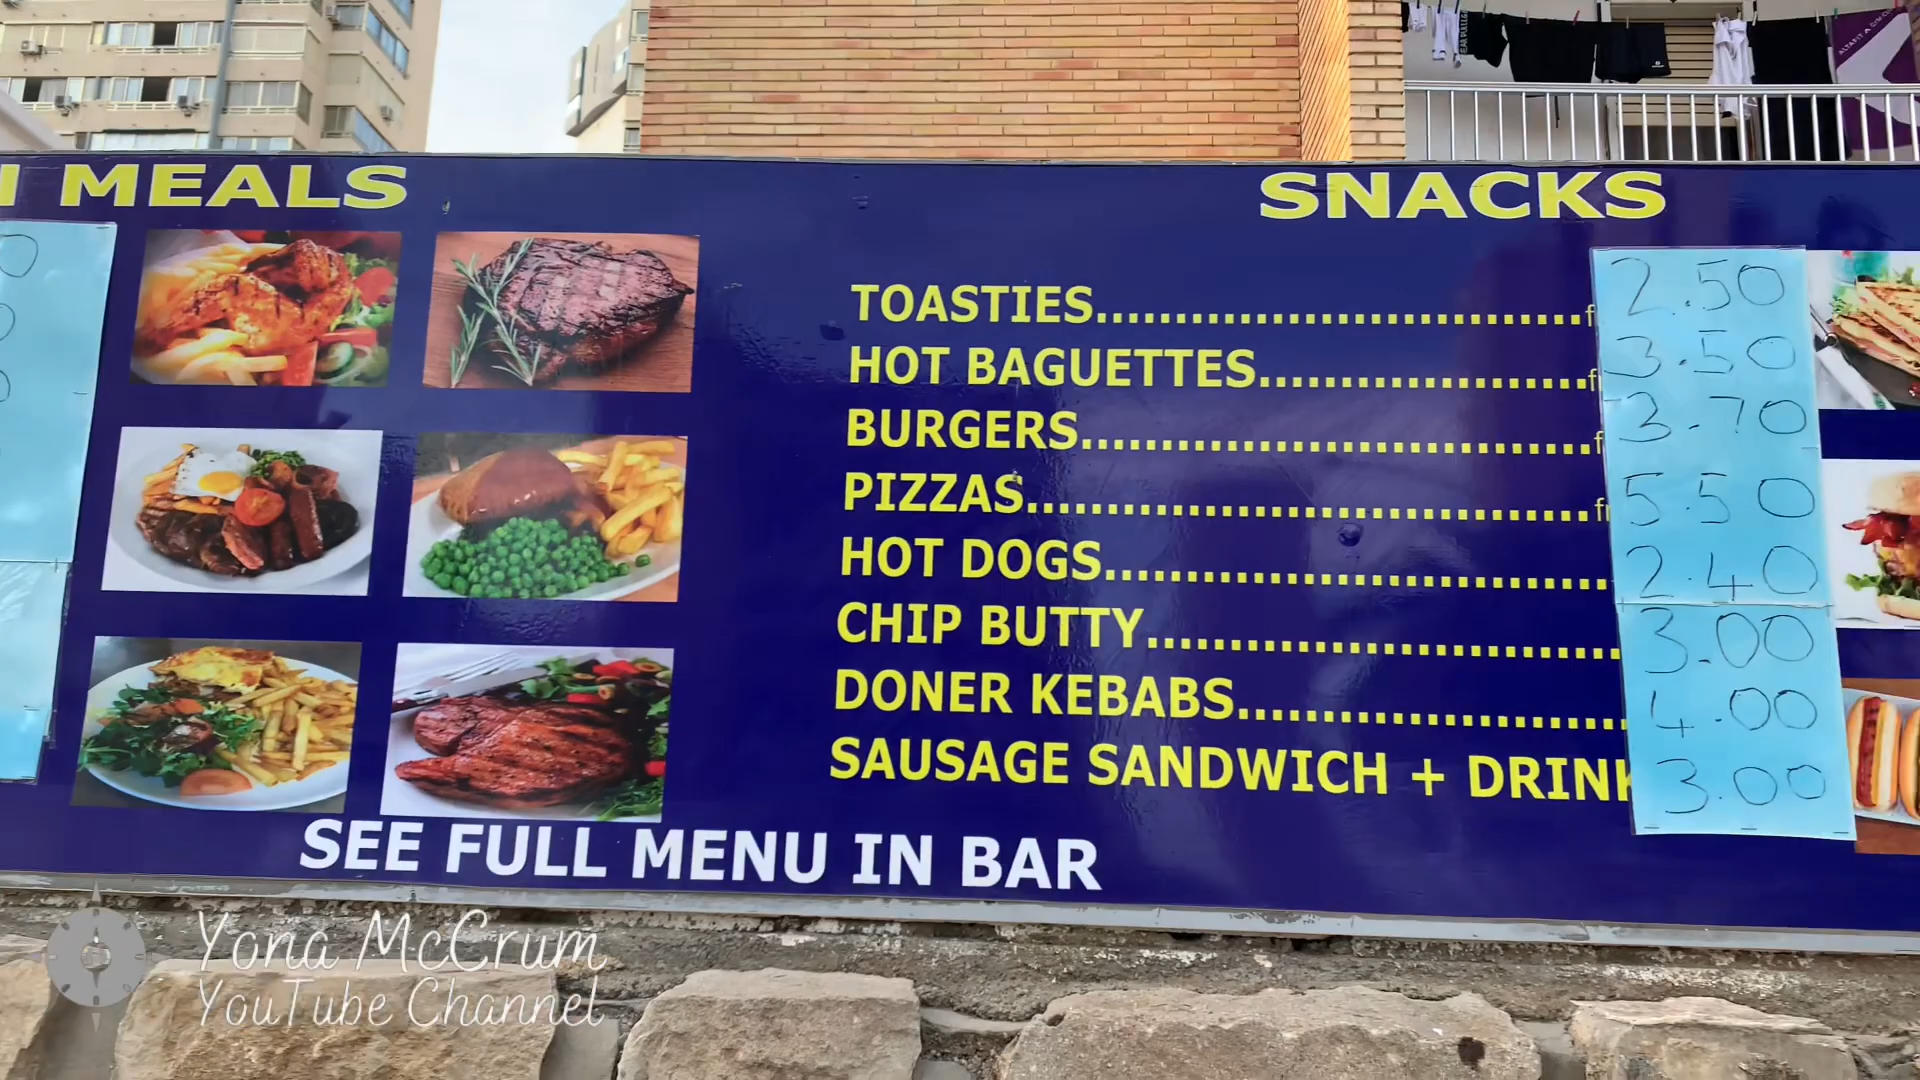 MEALS
SNACKS
TOASTIES.............................. 2.50
HOT BAGUETTES.................... 3.50
BURGERS............................... 3.70
PIZZAS................................... 5.50
HOT DOGS.............................. 2.40
CHIP BUTTY............................ 3.00
DONER KEBABS....................... 4.00
SAUSAGE SANDWICH + DRINK 3.00
SEE FULL MENU IN BAR
Yona McCrum
YouTube Channel